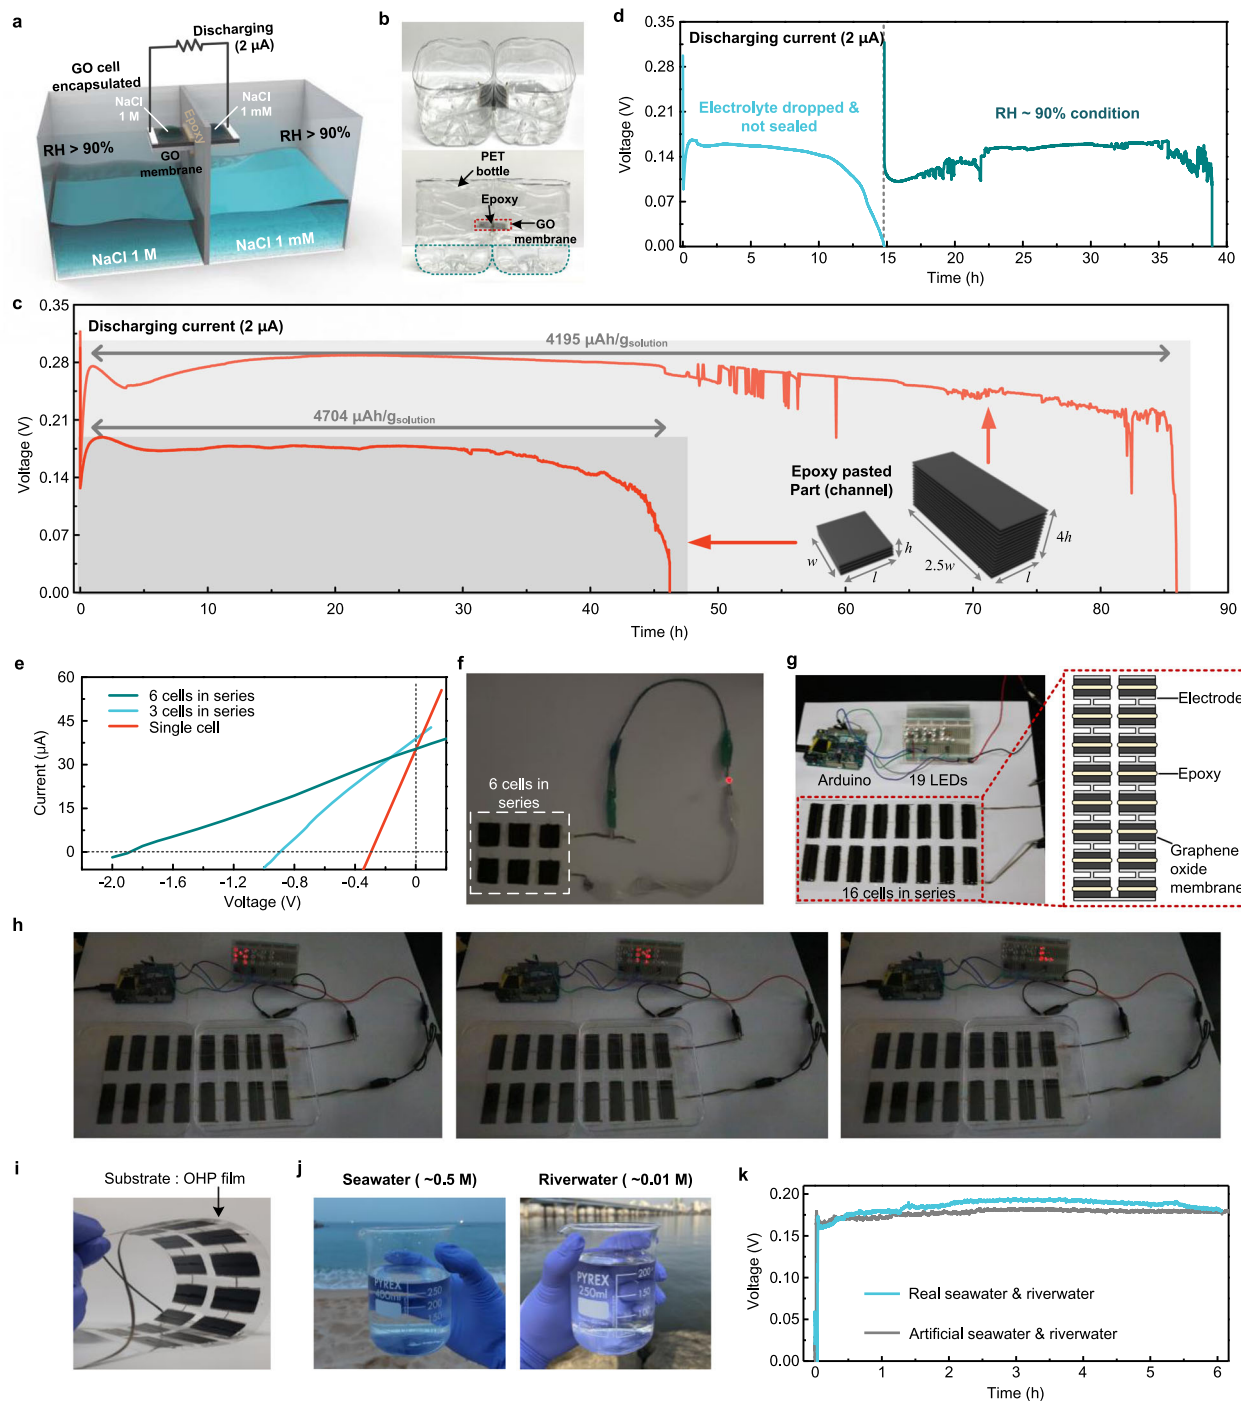 a
Discharging
(2 µA)
GO cell
encapsulated
NaCl
1 M
NaCl
1 mM
Epoxy
RH > 90%
RH > 90%
GO
membrane
NaCl 1 M
NaCl 1 mM
b
PET
bottle
Epoxy
GO
membrane
d
Discharging current (2 µA)
Electrolyte dropped &
not sealed
RH ~ 90% condition
Voltage (V)
0.35
0.28
0.21
0.14
0.07
0.00
0 5 10 15 20 25 30 35 40
Time (h)
c
Discharging current (2 µA)
4195 µAh/gsolution
4704 µAh/gsolution
Epoxy pasted
Part (channel)
w
l
h
2.5w
l
4h
Voltage (V)
0.35
0.28
0.21
0.14
0.07
0.00
0 10 20 30 40 50 60 70 80 90
Time (h)
e
6 cells in series
3 cells in series
Single cell
Current (µA)
60
45
30
15
0
-2.0 -1.6 -1.2 -0.8 -0.4 0
Voltage (V)
f
6 cells in
series
g
Arduino
19 LEDs
16 cells in series
Electrode
Epoxy
Graphene
oxide
membrane
h
i
Substrate : OHP film
j
Seawater ( ~0.5 M)
Riverwater ( ~0.01 M)
PYREX
400ml
250
200
150
PYREX
250ml
200
150
100
k
Voltage (V)
0.20
0.15
0.10
0.05
0.00
Real seawater & riverwater
Artificial seawater & riverwater
0 1 2 3 4 5 6
Time (h)